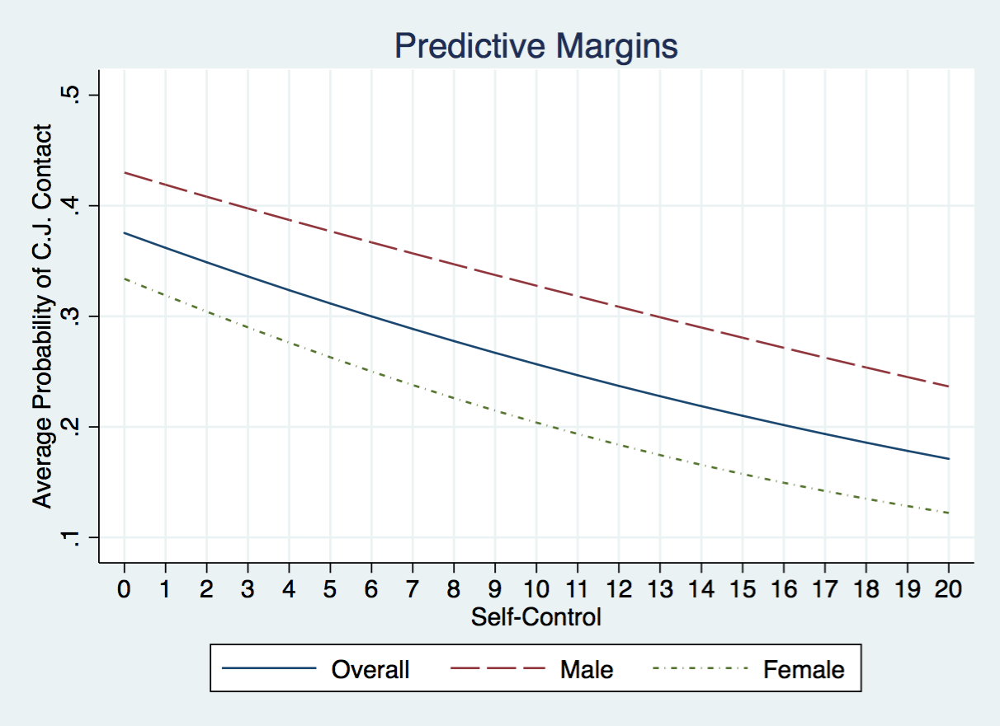 Predictive Margins
Average Probability of C.J. Contact
.5
.4
.3
.2
.1
0 1 2 3 4 5 6 7 8 9 10 11 12 13 14 15 16 17 18 19 20
Self-Control
Overall Male Female